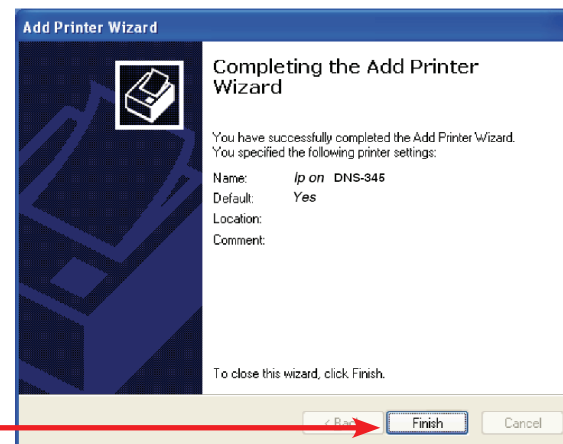 Add Printer Wizard
Completing the Add Printer
Wizard
You have successfully completed the Add Printer Wizard.
You specified the following printer settings:
Name: lp on DNS-345
Default: Yes
Location:
Comment:
To close this wizard, click Finish.
< Back Finish Cancel